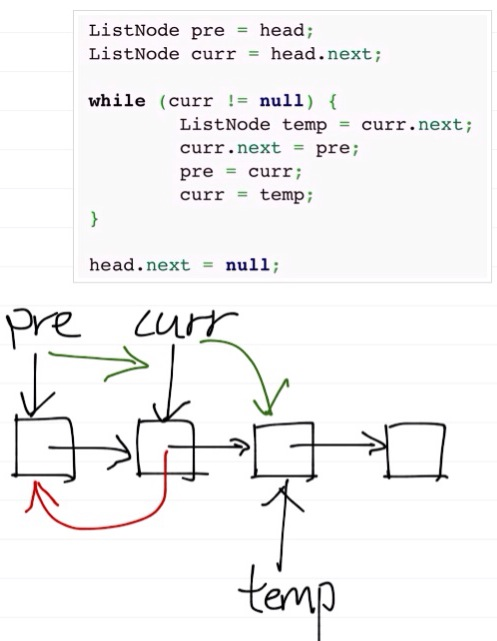 ListNode pre = head;
ListNode curr = head.next;
while (curr != null) {
ListNode temp = curr.next;
curr.next = pre;
pre = curr;
curr = temp;
}
head.next = null;
pre curr
temp